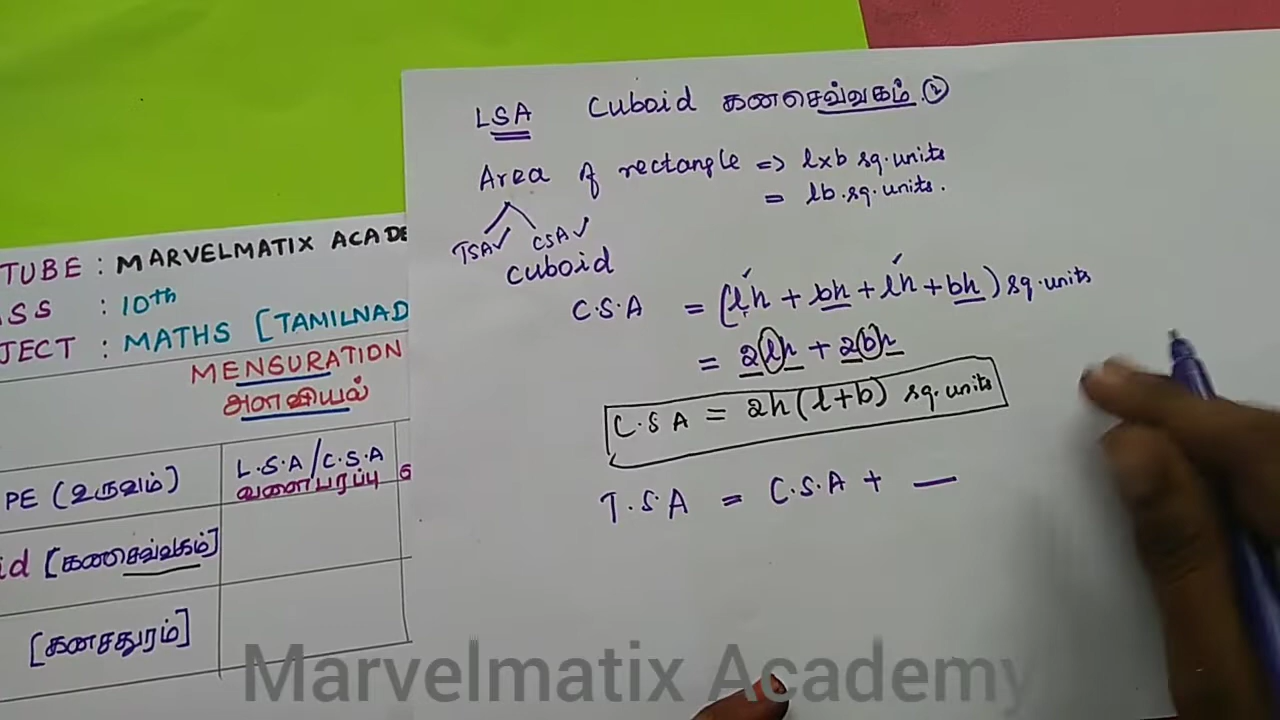 LSA Cuboid கனசெவ்வகம். 2
Area of rectangle => l×b sq.units
= lb.sq.units.
TSA✓ CSA✓
Cuboid
C.S.A = (lh + bh + lh + bh) sq.units
= 2lh + 2bh
C.S.A = 2h(l+b) sq.units
T.S.A = C.S.A + —
TUBE : MARVELMATIX ACADE
SS : 10th
JECT : MATHS [TAMILNAD
MENSURATION
அளவியல்
PE (உருவம்) L.S.A/C.S.A
வளைபரப்பு
id [கனசெவ்வகம்]
[கனசதுரம்]
Marvelmatix Academy